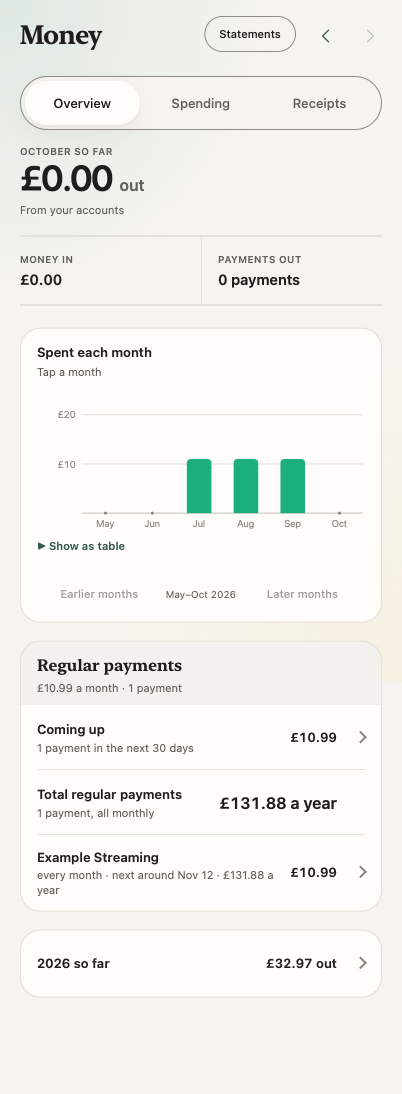 Money
Statements
Overview
Spending
Receipts
OCTOBER SO FAR
£0.00 out
From your accounts
MONEY IN
£0.00
PAYMENTS OUT
0 payments
Spent each month
Tap a month
£20
£10
May
Jun
Jul
Aug
Sep
Oct
Show as table
Earlier months
May–Oct 2026
Later months
Regular payments
£10.99 a month · 1 payment
Coming up
1 payment in the next 30 days
£10.99
Total regular payments
1 payment, all monthly
£131.88 a year
Example Streaming
every month · next around Nov 12 · £131.88 a
year
£10.99
2026 so far
£32.97 out